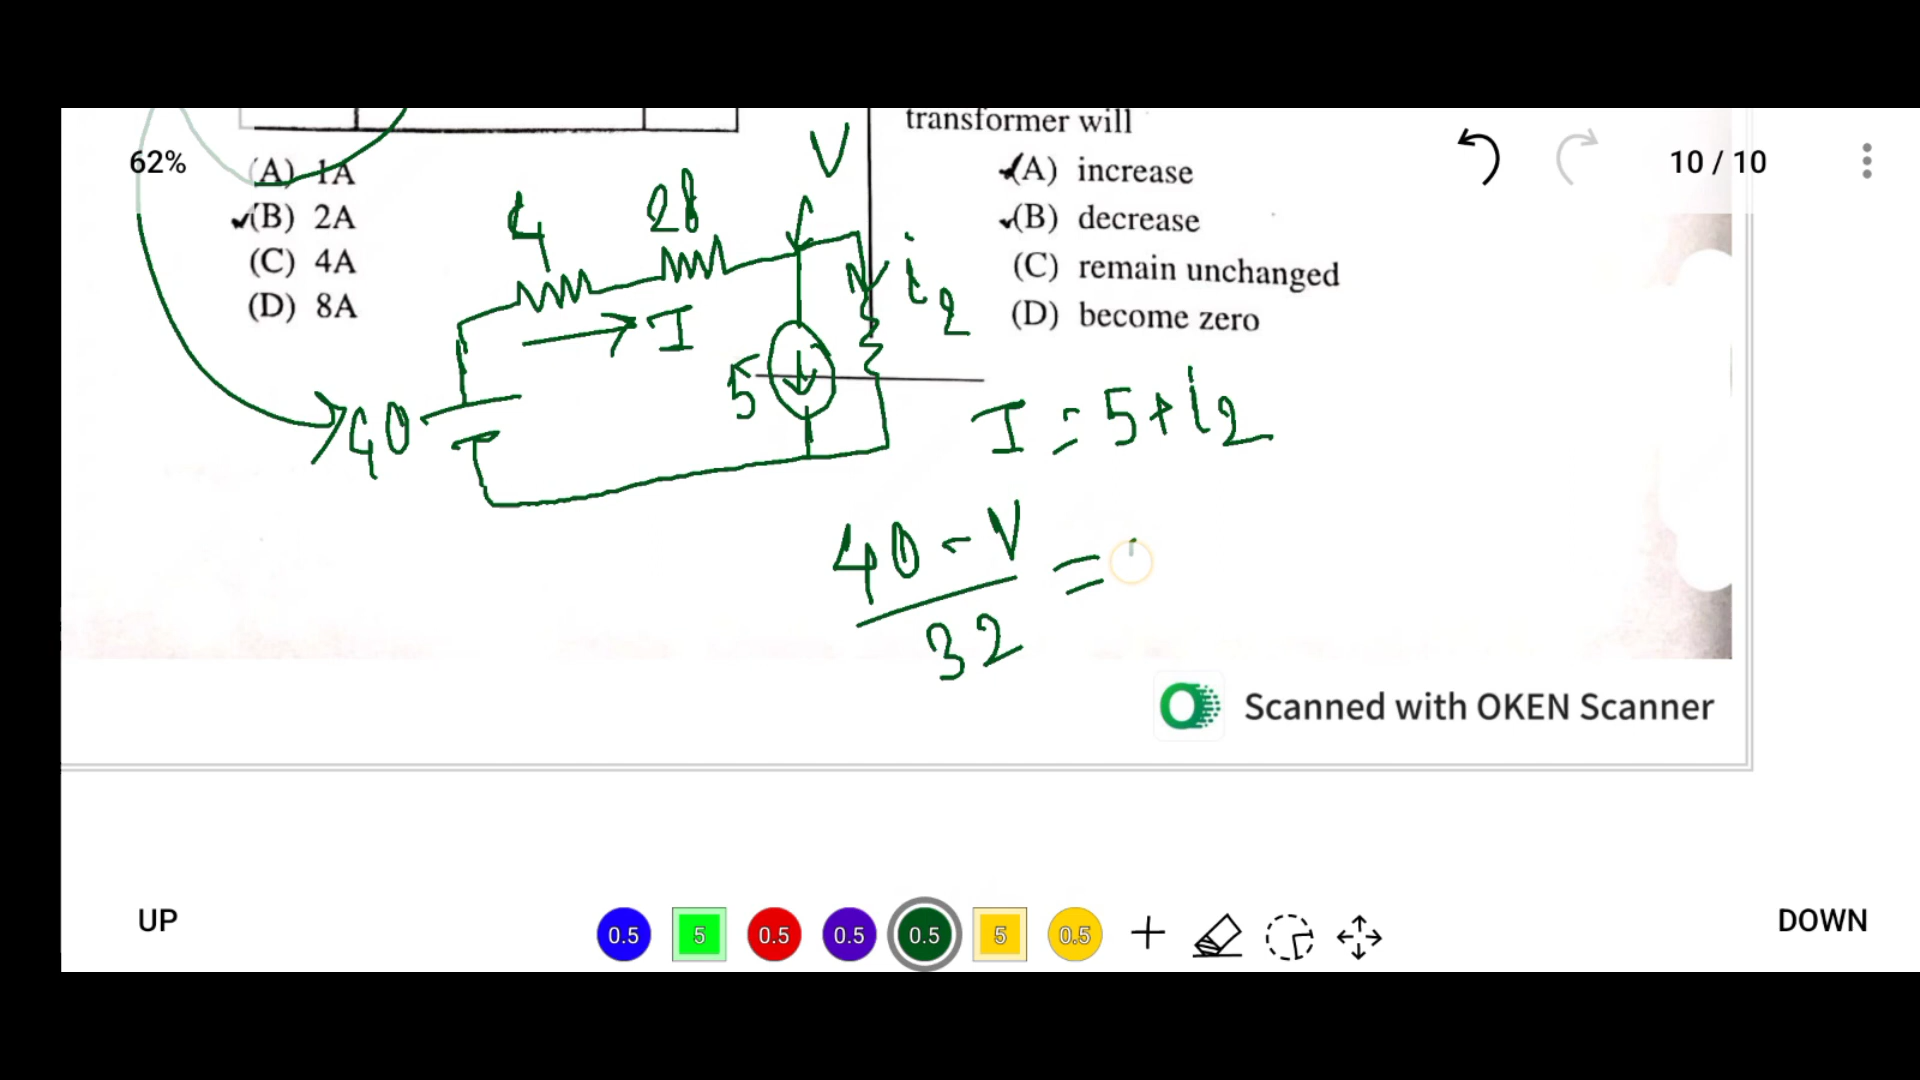 transformer will
62%
(A) 1A
(B) 2A
(C) 4A
(D) 8A
(A) increase
(B) decrease
(C) remain unchanged
(D) become zero
10 / 10
V
4
28
i2
I
5
40
I = 5 + i2
40 - V
32
=
Scanned with OKEN Scanner
UP
0.5
5
0.5
0.5
0.5
5
0.5
DOWN